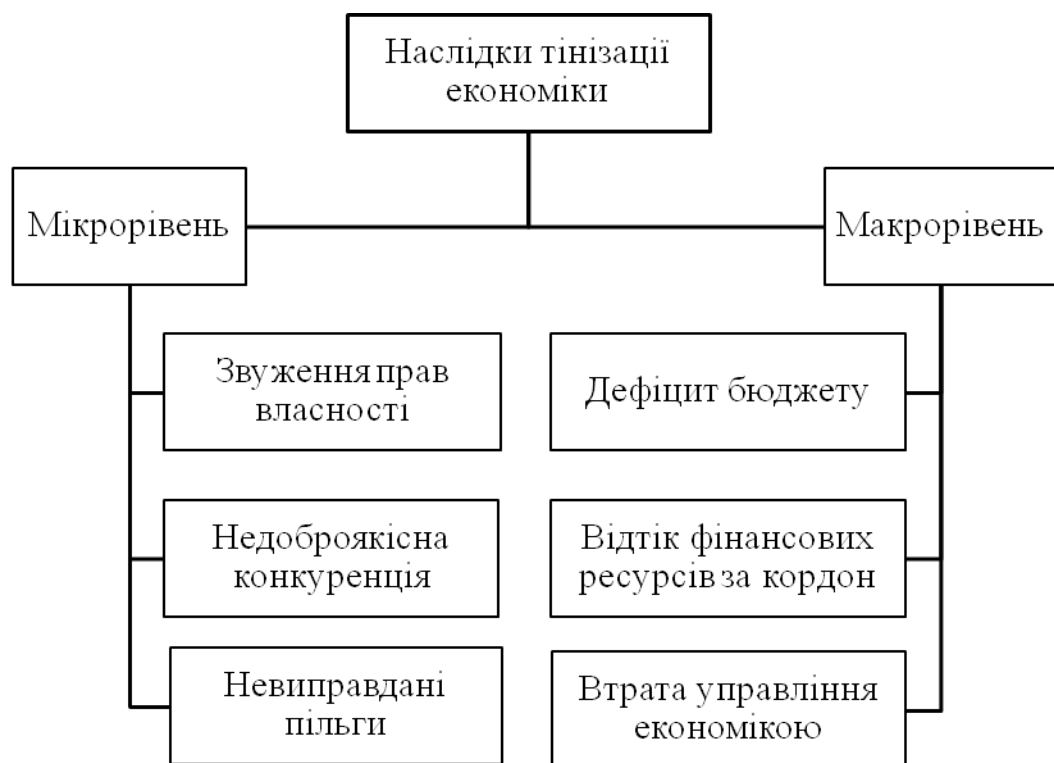 Наслідки тінізації
економіки
Мікрорівень
Макрорівень
Звуження прав
власності
Дефіцит бюджету
Недоброякісна
конкуренція
Відтік фінансових
ресурсів за кордон
Невиправдані
пільги
Втрата управління
економікою